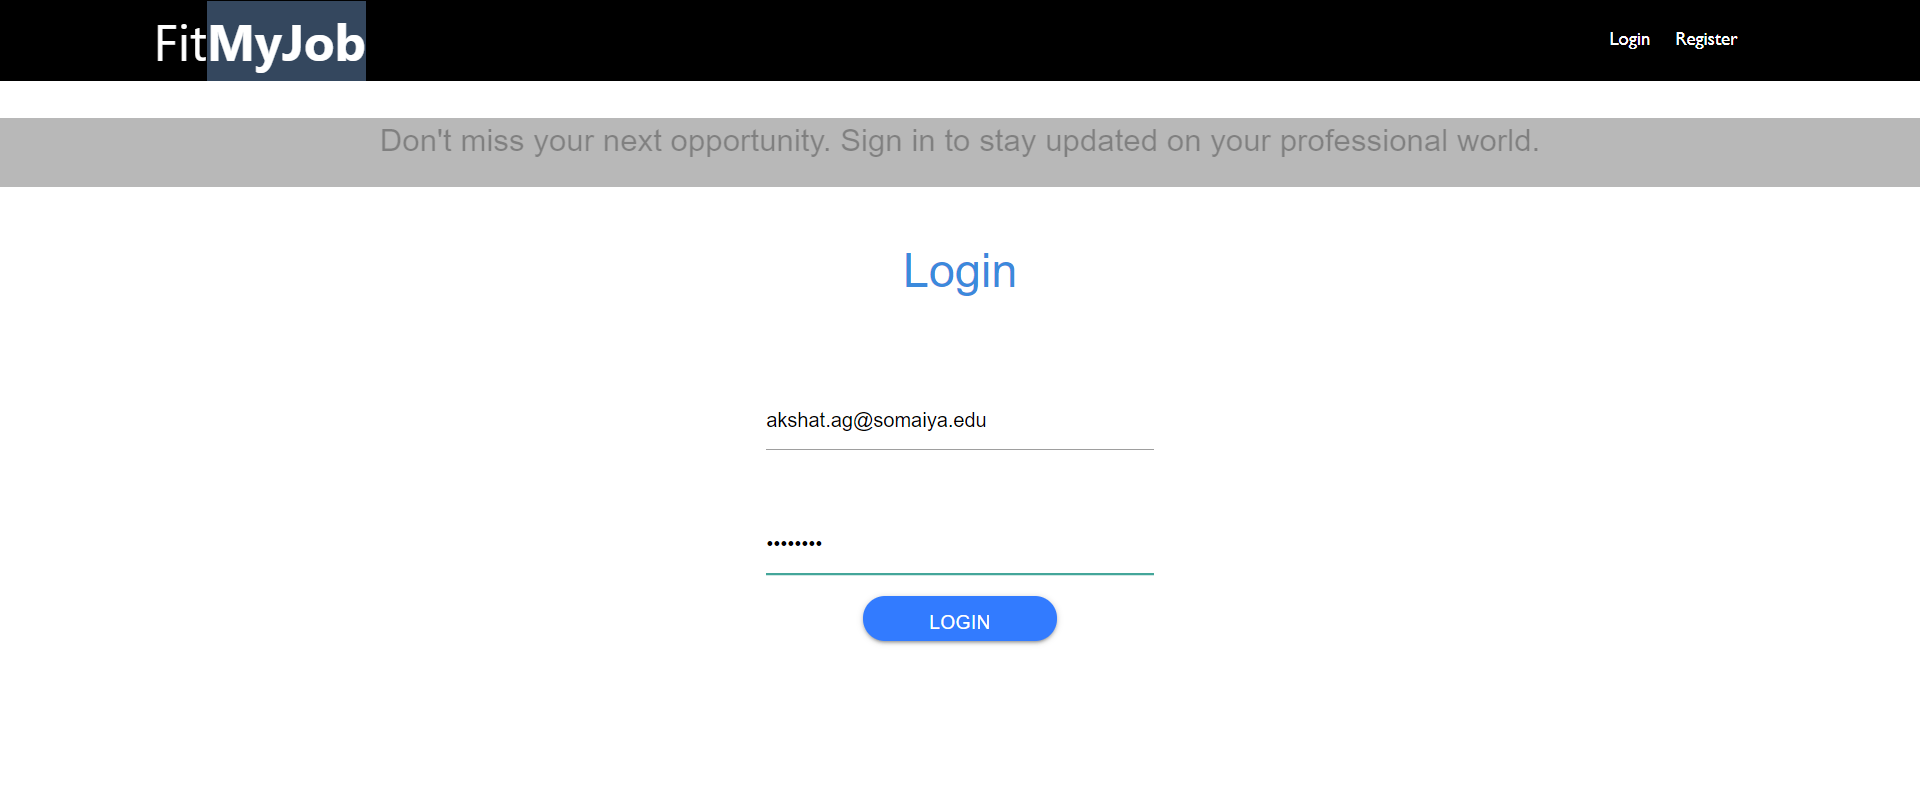 FitMyJob
Login Register
Don't miss your next opportunity. Sign in to stay updated on your professional world.
Login
akshat.ag@somaiya.edu
••••••••
LOGIN